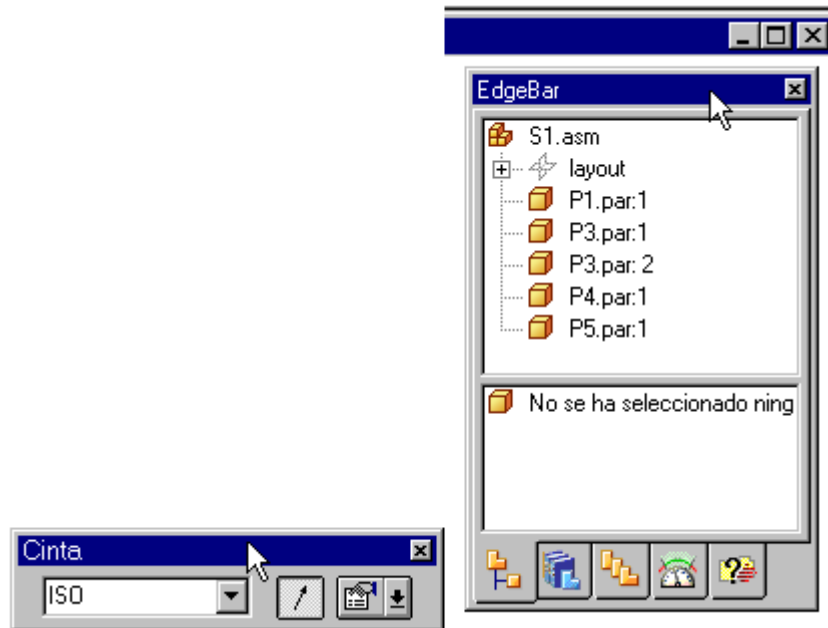 EdgeBar
S1.asm
layout
P1.par:1
P3.par:1
P3.par: 2
P4.par:1
P5.par:1
No se ha seleccionado ning
Cinta
ISO